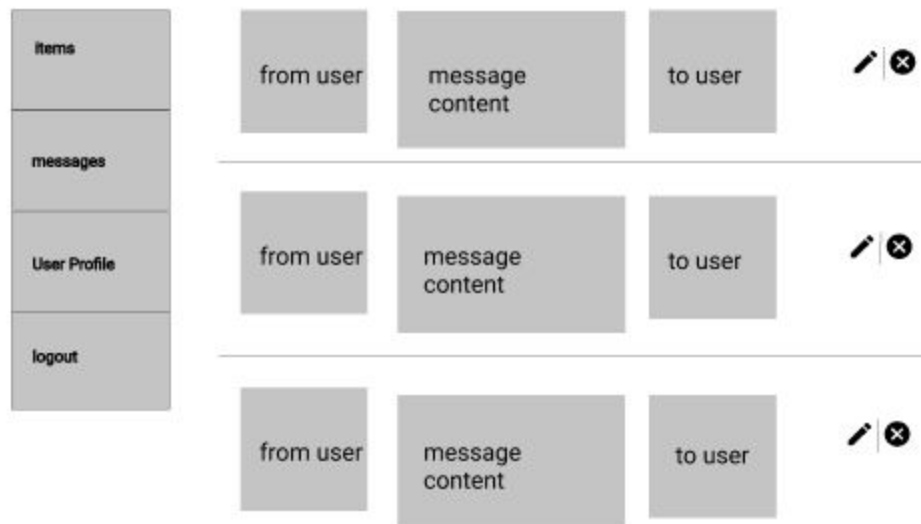 items
messages
User Profile
logout
from user
message
content
to user
from user
message
content
to user
from user
message
content
to user